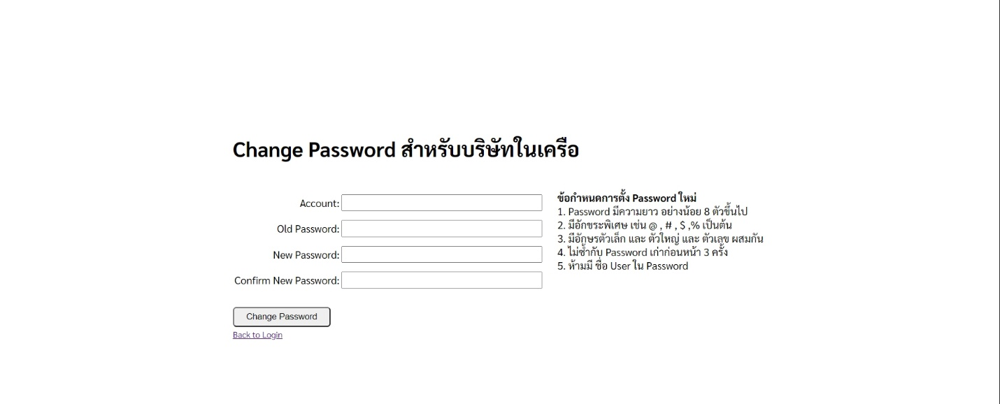 Change Password สำหรับบริษัทในเครือ
Account:
Old Password:
New Password:
Confirm New Password:
Change Password
Back to Login
ข้อกำหนดการตั้ง Password ใหม่
1. Password มีความยาว อย่างน้อย 8 ตัวขึ้นไป
2. มีอักขระพิเศษ เช่น @ , # , $ ,% เป็นต้น
3. มีอักษรตัวเล็ก และ ตัวใหญ่ และ ตัวเลข ผสมกัน
4. ไม่ซ้ำกับ Password เก่าก่อนหน้า 3 ครั้ง
5. ห้ามมี ชื่อ User ใน Password